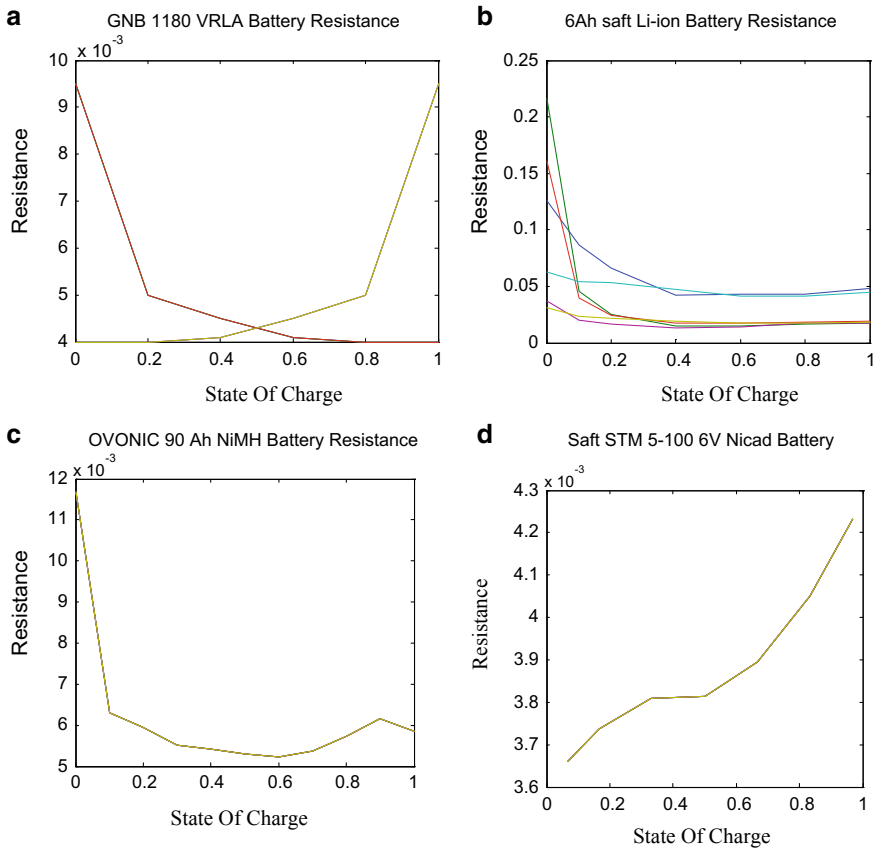 a
GNB 1180 VRLA Battery Resistance
x 10⁻³
10
9
8
7
6
5
4
0 0.2 0.4 0.6 0.8 1
Resistance
State Of Charge
b
6Ah saft Li-ion Battery Resistance
0.25
0.2
0.15
0.1
0.05
0
0 0.2 0.4 0.6 0.8 1
Resistance
State Of Charge
c
OVONIC 90 Ah NiMH Battery Resistance
x 10⁻³
12
11
10
9
8
7
6
5
0 0.2 0.4 0.6 0.8 1
Resistance
State Of Charge
d
Saft STM 5-100 6V Nicad Battery
x 10⁻³
4.3
4.2
4.1
4
3.9
3.8
3.7
3.6
0 0.2 0.4 0.6 0.8 1
Resistance
State Of Charge